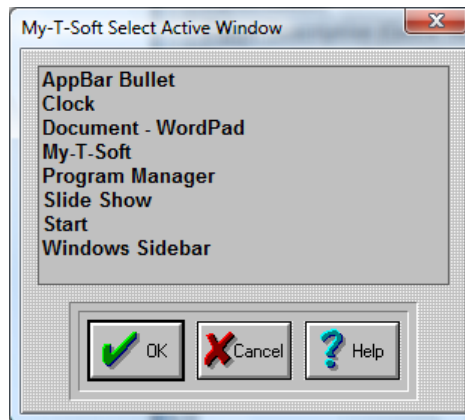 My-T-Soft Select Active Window
AppBar Bullet
Clock
Document - WordPad
My-T-Soft
Program Manager
Slide Show
Start
Windows Sidebar
OK
Cancel
Help